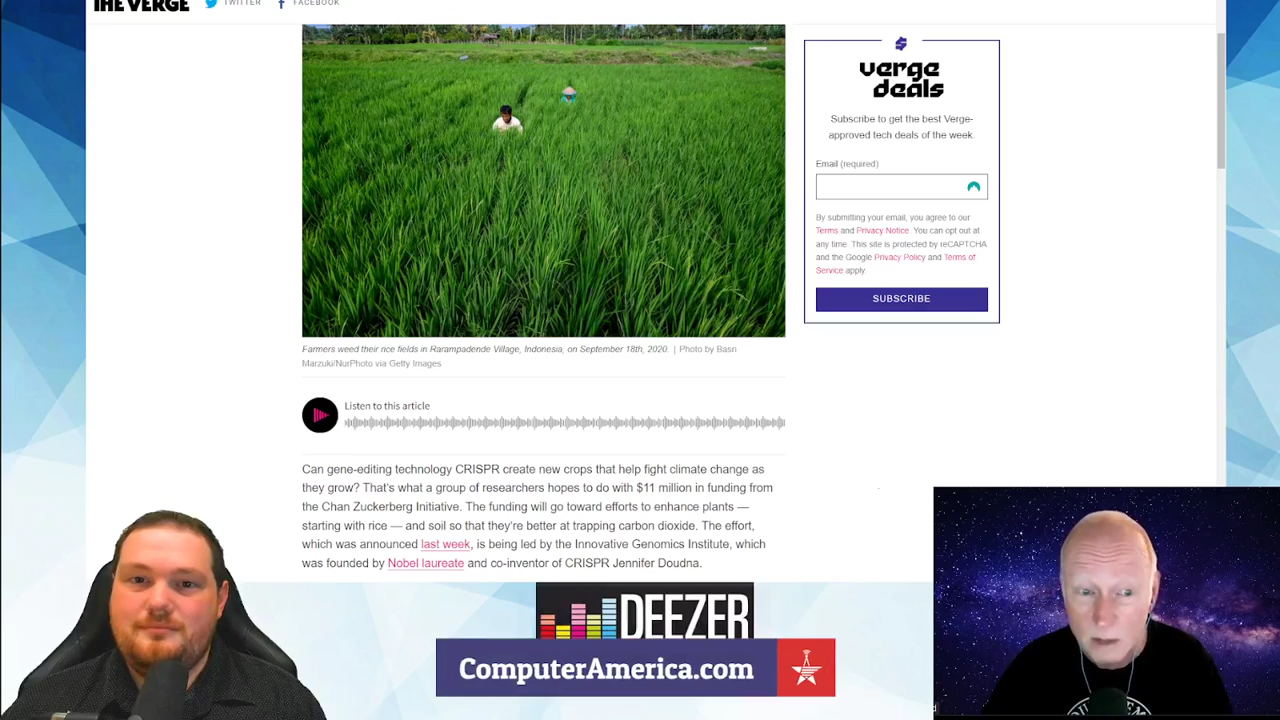 THE VERGE
TWITTER
FACEBOOK
verge
deals
Subscribe to get the best Verge-
approved tech deals of the week.
Email (required)
By submitting your email, you agree to our
Terms and Privacy Notice. You can opt out at
any time. This site is protected by reCAPTCHA
and the Google Privacy Policy and Terms of
Service apply.
SUBSCRIBE
Farmers weed their rice fields in Rarampadende Village, Indonesia, on September 18th, 2020. | Photo by Basri
Marzuki/NurPhoto via Getty Images
Listen to this article
Can gene-editing technology CRISPR create new crops that help fight climate change as
they grow? That's what a group of researchers hopes to do with $11 million in funding from
the Chan Zuckerberg Initiative. The funding will go toward efforts to enhance plants —
starting with rice — and soil so that they're better at trapping carbon dioxide. The effort,
which was announced last week, is being led by the Innovative Genomics Institute, which
was founded by Nobel laureate and co-inventor of CRISPR Jennifer Doudna.
DEEZER
ComputerAmerica.com